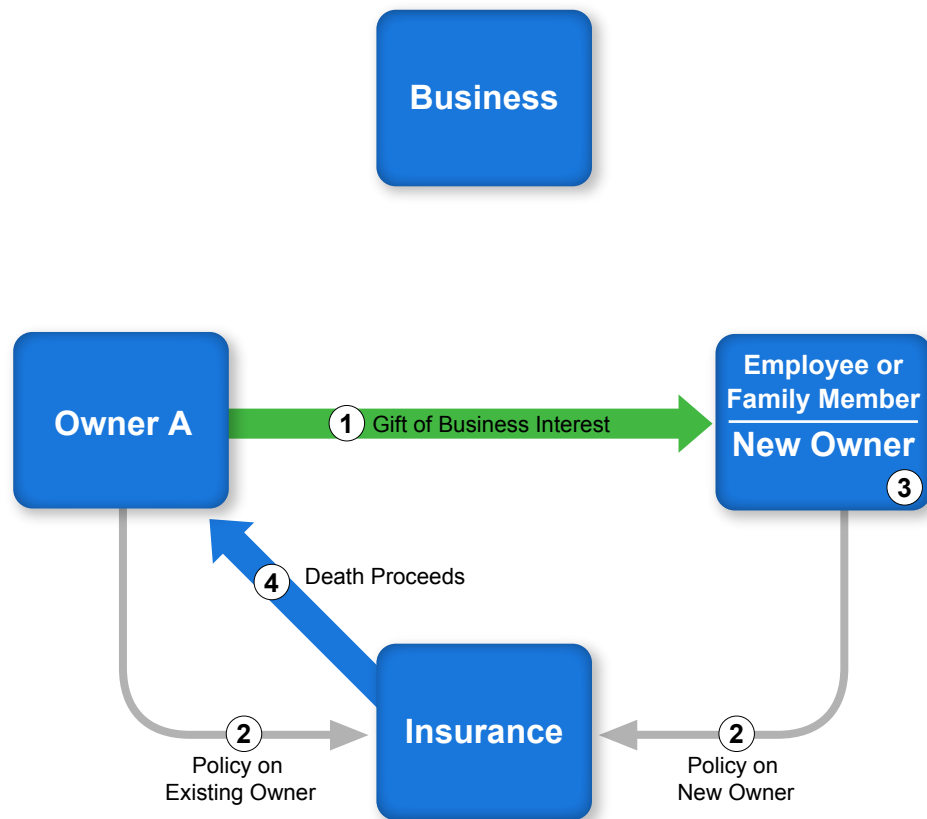 Business
Owner A
1 Gift of Business Interest
Employee or
Family Member
New Owner
3
4 Death Proceeds
Insurance
2
Policy on
Existing Owner
2
Policy on
New Owner